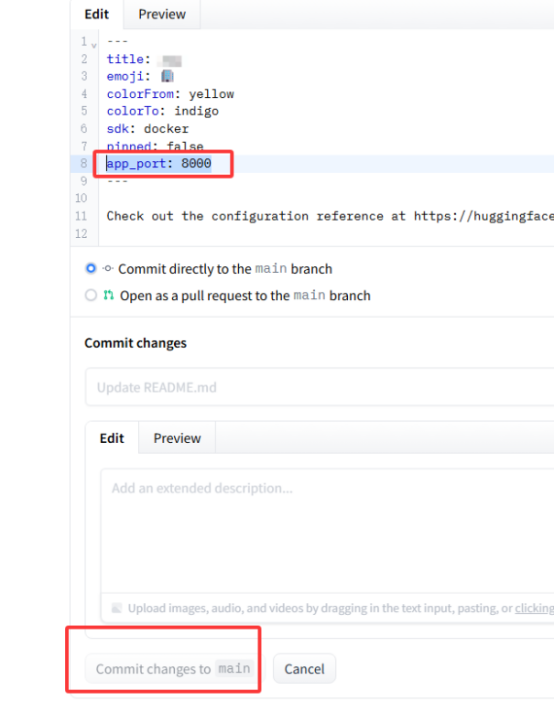 Edit Preview
1 ---
2 title:
3 emoji:
4 colorFrom: yellow
5 colorTo: indigo
6 sdk: docker
7 pinned: false
8 app_port: 8000
9 ---
10
11 Check out the configuration reference at https://huggingface
12
Commit directly to the main branch
Open as a pull request to the main branch
Commit changes
Update README.md
Edit Preview
Add an extended description...
Upload images, audio, and videos by dragging in the text input, pasting, or clicking
Commit changes to main Cancel